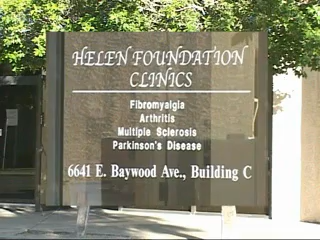 HELEN FOUNDATION
CLINICS
Fibromyalgia
Arthritis
Multiple Sclerosis
Parkinson's Disease
6641 E. Baywood Ave., Building C